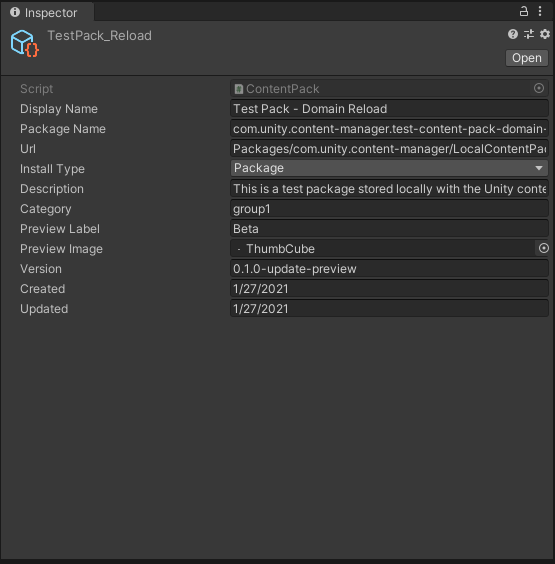 Inspector
TestPack_Reload
Open
Script ContentPack
Display Name Test Pack - Domain Reload
Package Name com.unity.content-manager.test-content-pack-domain-
Url Packages/com.unity.content-manager/LocalContentPa
Install Type Package
Description This is a test package stored locally with the Unity conte
Category group1
Preview Label Beta
Preview Image ThumbCube
Version 0.1.0-update-preview
Created 1/27/2021
Updated 1/27/2021